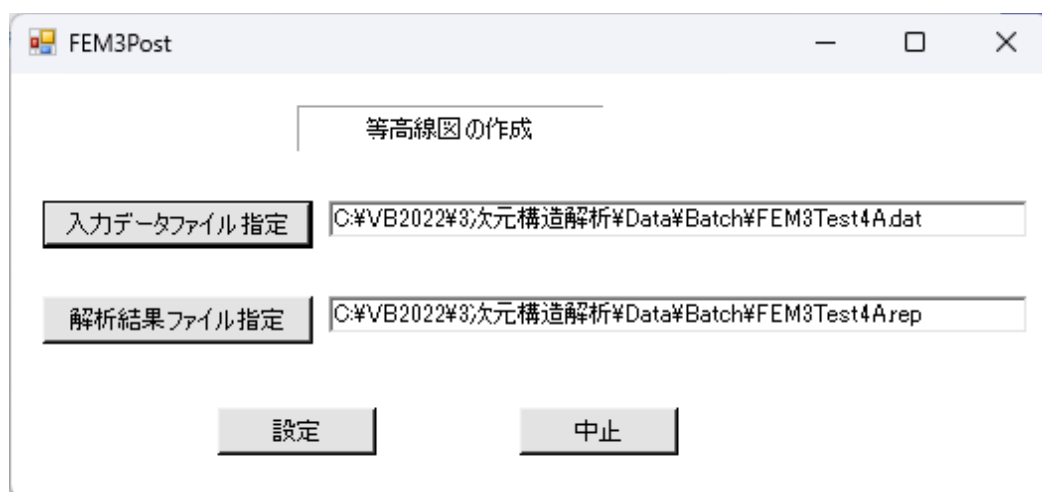 FEM3Post
等高線図の作成
入力データファイル指定
C:¥VB2022¥3次元構造解析¥Data¥Batch¥FEM3Test4A.dat
解析結果ファイル指定
C:¥VB2022¥3次元構造解析¥Data¥Batch¥FEM3Test4A.rep
設定
中止